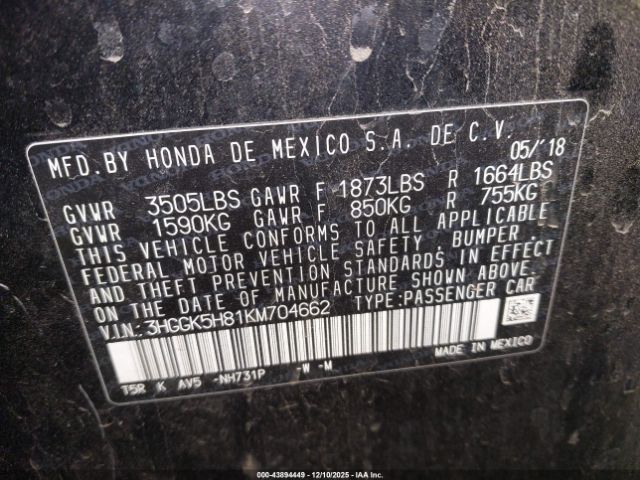 MFD.BY HONDA DE MEXICO S.A. DE C.V.
05/'18
GVWR 3505LBS GAWR F 1873LBS R 1664LBS
GVWR 1590KG GAWR F 850KG R 755KG
THIS VEHICLE CONFORMS TO ALL APPLICABLE
FEDERAL MOTOR VEHICLE SAFETY, BUMPER
AND THEFT PREVENTION STANDARDS IN EFFECT
ON THE DATE OF MANUFACTURE SHOWN ABOVE.
VIN: 3HGGK5H81KM704662 TYPE:PASSENGER CAR
T5R K AV5 -NH731P -W -M
MADE IN MEXICO
220-43894449 - 12/10/2025 - IAA Inc.